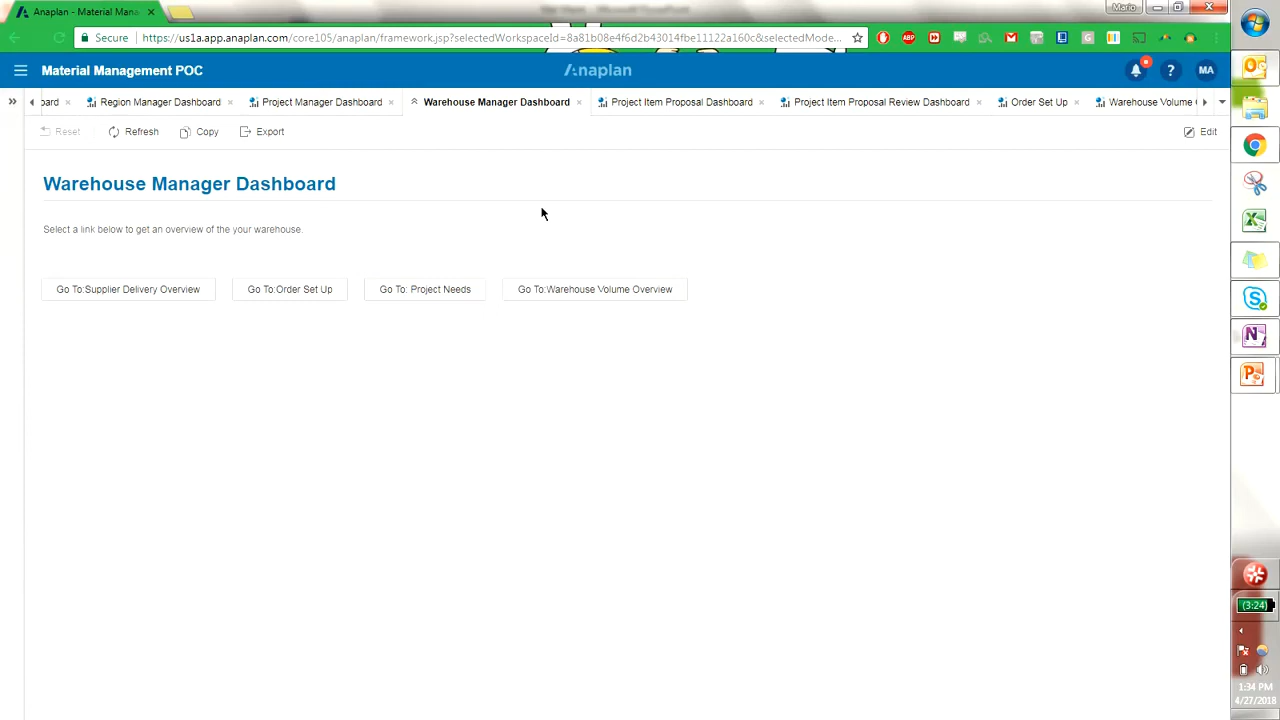 Anaplan - Material Mana
Mario
Secure
https://us1a.app.anaplan.com/core105/anaplan/framework.jsp?selectedWorkspaceId=8a81b08e4f6d2b43014fbe11122a160c&selectedMode...
ABP
Material Management POC
Anaplan
?
MA
oard
Region Manager Dashboard
Project Manager Dashboard
Warehouse Manager Dashboard
Project Item Proposal Dashboard
Project Item Proposal Review Dashboard
Order Set Up
Warehouse Volume
Reset
Refresh
Copy
Export
Edit
Warehouse Manager Dashboard
Select a link below to get an overview of the your warehouse.
Go To:Supplier Delivery Overview
Go To:Order Set Up
Go To: Project Needs
Go To:Warehouse Volume Overview
(3:24)
1:34 PM
4/27/2018